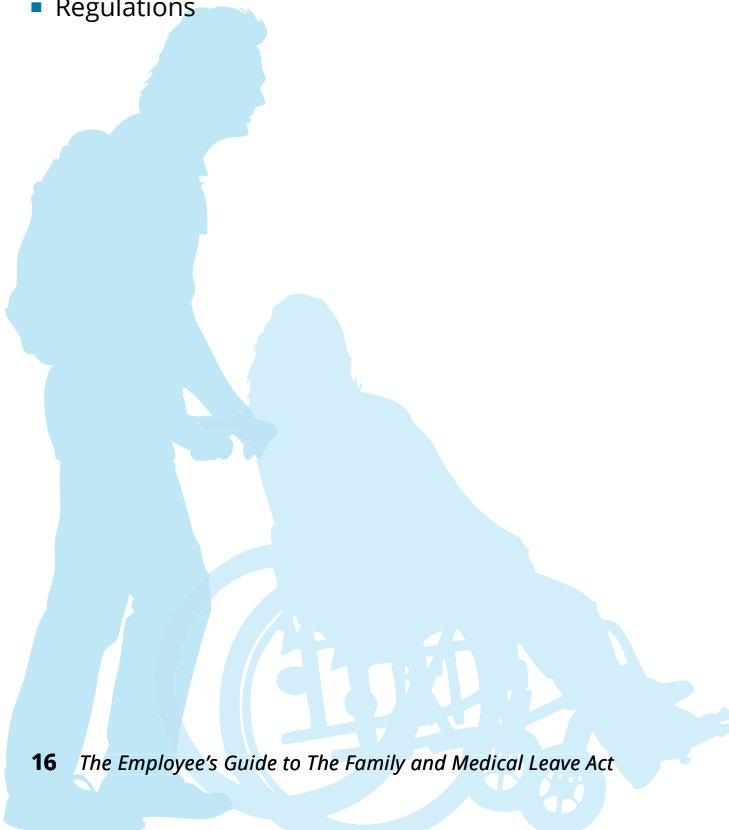 ▪ Regulations
16 The Employee's Guide to The Family and Medical Leave Act